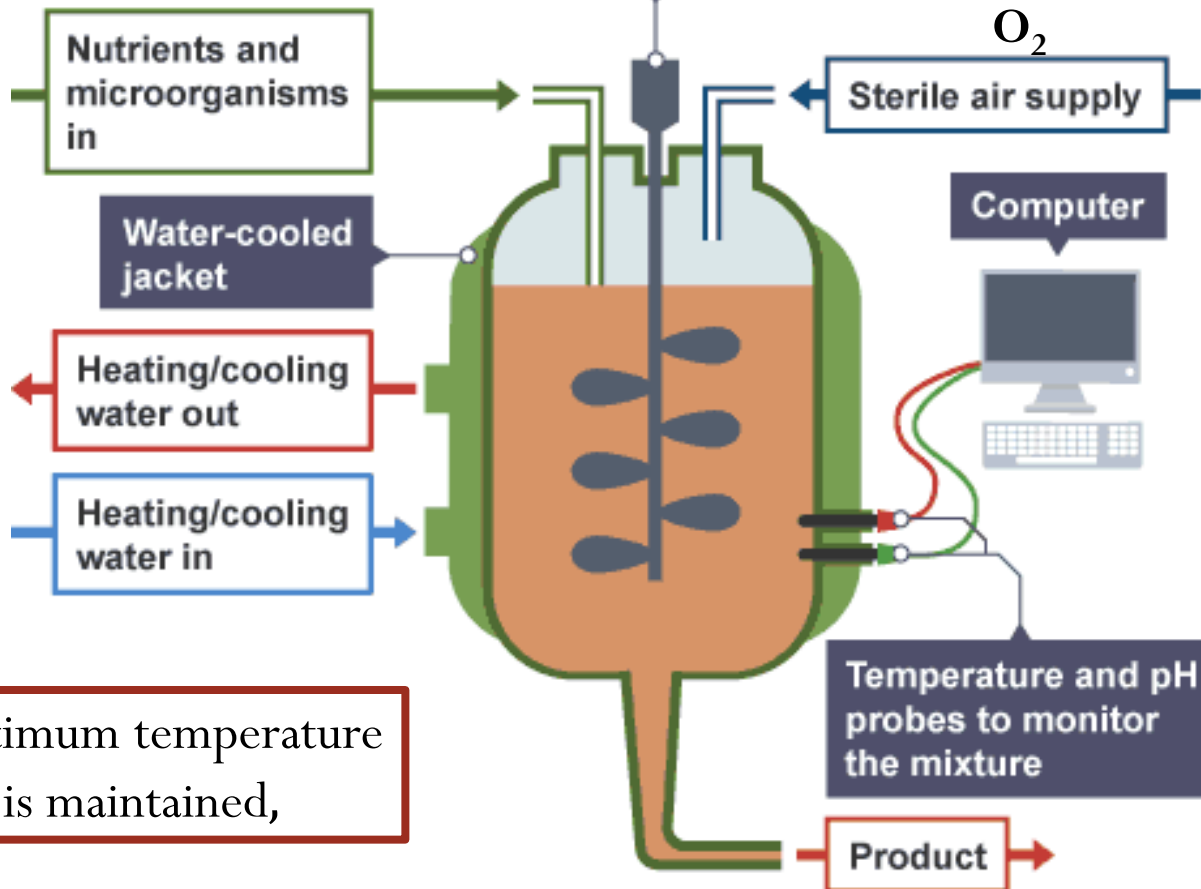 O₂
Nutrients and
microorganisms
in
Sterile air supply
Computer
Water-cooled
jacket
Heating/cooling
water out
Heating/cooling
water in
Temperature and pH
probes to monitor
the mixture
temperature
is maintained,
Product